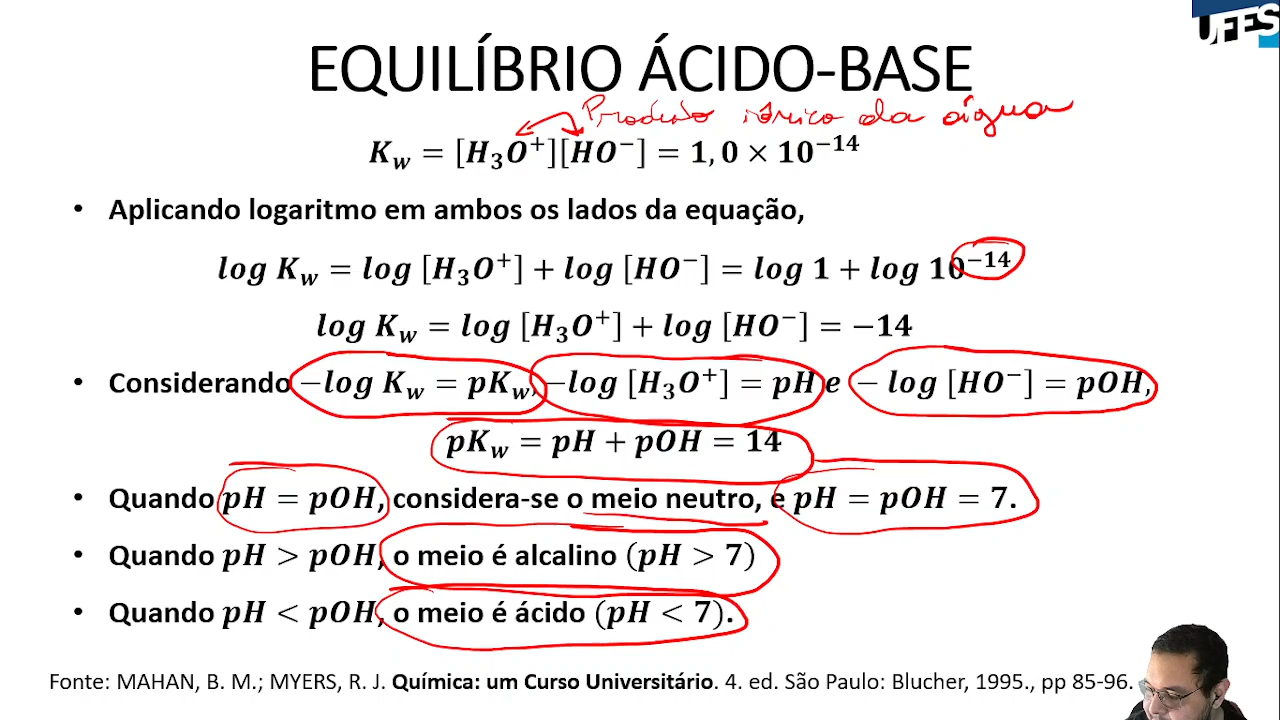 UFES
EQUILÍBRIO ÁCIDO-BASE
Produto iônico da água
K_w = [H₃O⁺][HO⁻] = 1,0 × 10⁻¹⁴
• Aplicando logaritmo em ambos os lados da equação,
log K_w = log [H₃O⁺] + log [HO⁻] = log 1 + log 10⁻¹⁴
log K_w = log [H₃O⁺] + log [HO⁻] = −14
• Considerando −log K_w = pK_w, −log [H₃O⁺] = pH e − log [HO⁻] = pOH,
pK_w = pH + pOH = 14
• Quando pH = pOH, considera-se o meio neutro, e pH = pOH = 7.
• Quando pH > pOH, o meio é alcalino (pH > 7)
• Quando pH < pOH, o meio é ácido (pH < 7).
Fonte: MAHAN, B. M.; MYERS, R. J. Química: um Curso Universitário. 4. ed. São Paulo: Blucher, 1995., pp 85-96.